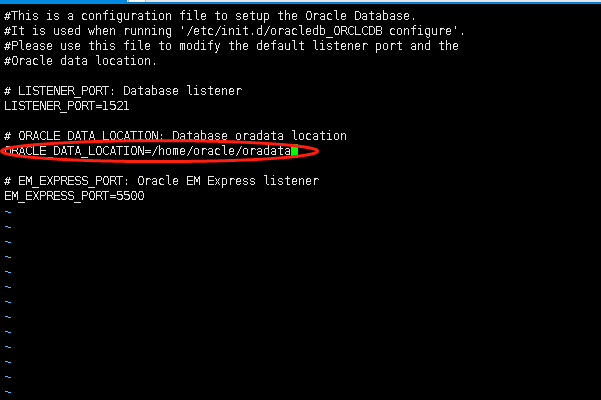 #This is a configuration file to setup the Oracle Database.
#It is used when running '/etc/init.d/oracledb_ORCLCDB configure'.
#Please use this file to modify the default listener port and the
#Oracle data location.
# LISTENER_PORT: Database listener
LISTENER_PORT=1521
# ORACLE_DATA_LOCATION: Database oradata location
ORACLE_DATA_LOCATION=/home/oracle/oradata
# EM_EXPRESS_PORT: Oracle EM Express listener
EM_EXPRESS_PORT=5500
~
~
~
~
~
~
~
~
~
~
~
~
~